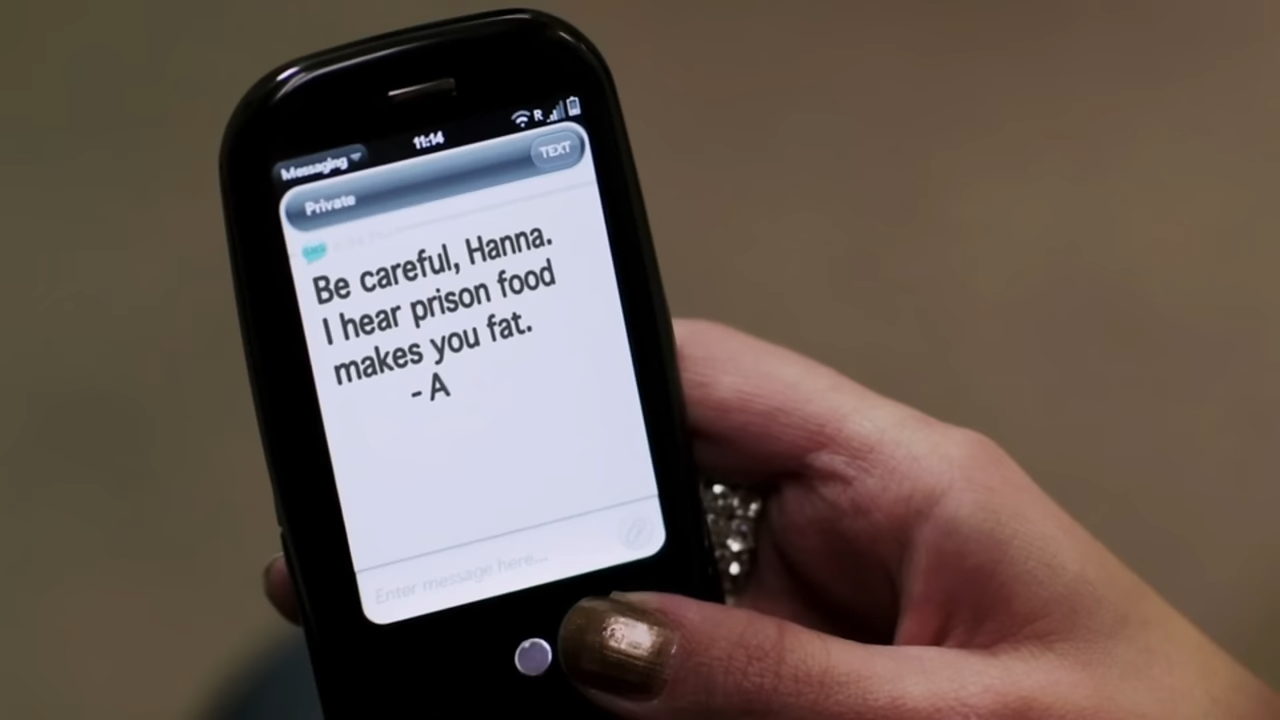 11:14
R
Messaging
TEXT
Private
Be careful, Hanna.
I hear prison food
makes you fat.
- A
Enter message here...